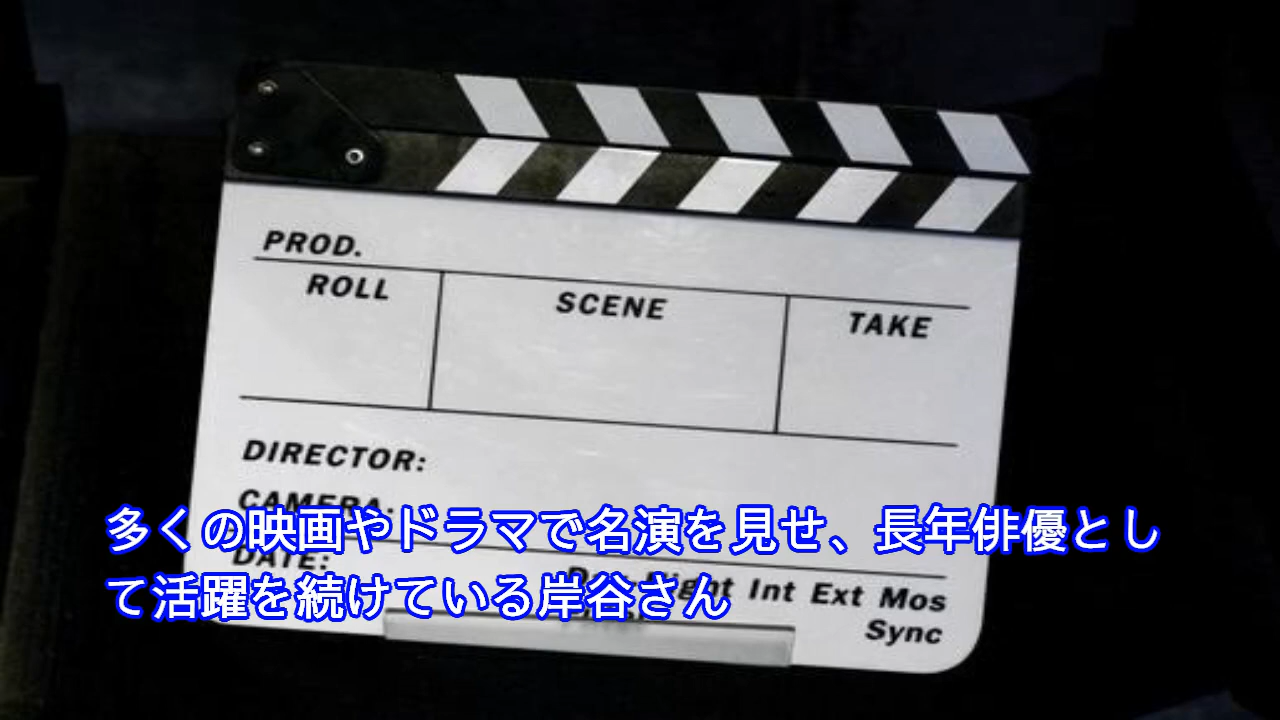 PROD.
ROLL SCENE TAKE
DIRECTOR:
CAMERA:
多くの映画やドラマで名演を見せ、長年俳優とし
DATE:
て活躍を続けている岸谷さん
Int Ext Mos
Sync